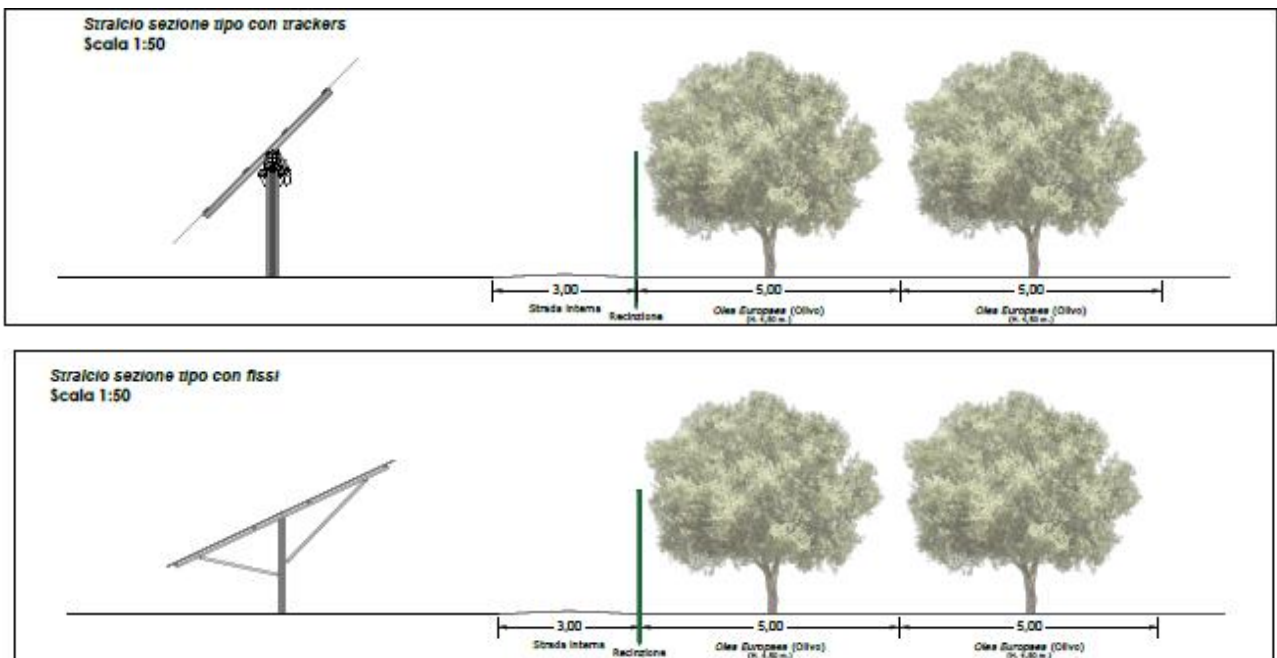 Stralcio sezione tipo con trackers
Scala 1:50
3,00
5,00
5,00
Strada interna
Recinzione
Olea Europaea (Olivo)
Olea Europaea (Olivo)
Stralcio sezione tipo con fissi
Scala 1:50
3,00
5,00
5,00
Strada interna
Recinzione
Olea Europaea (Olivo)
Olea Europaea (Olivo)